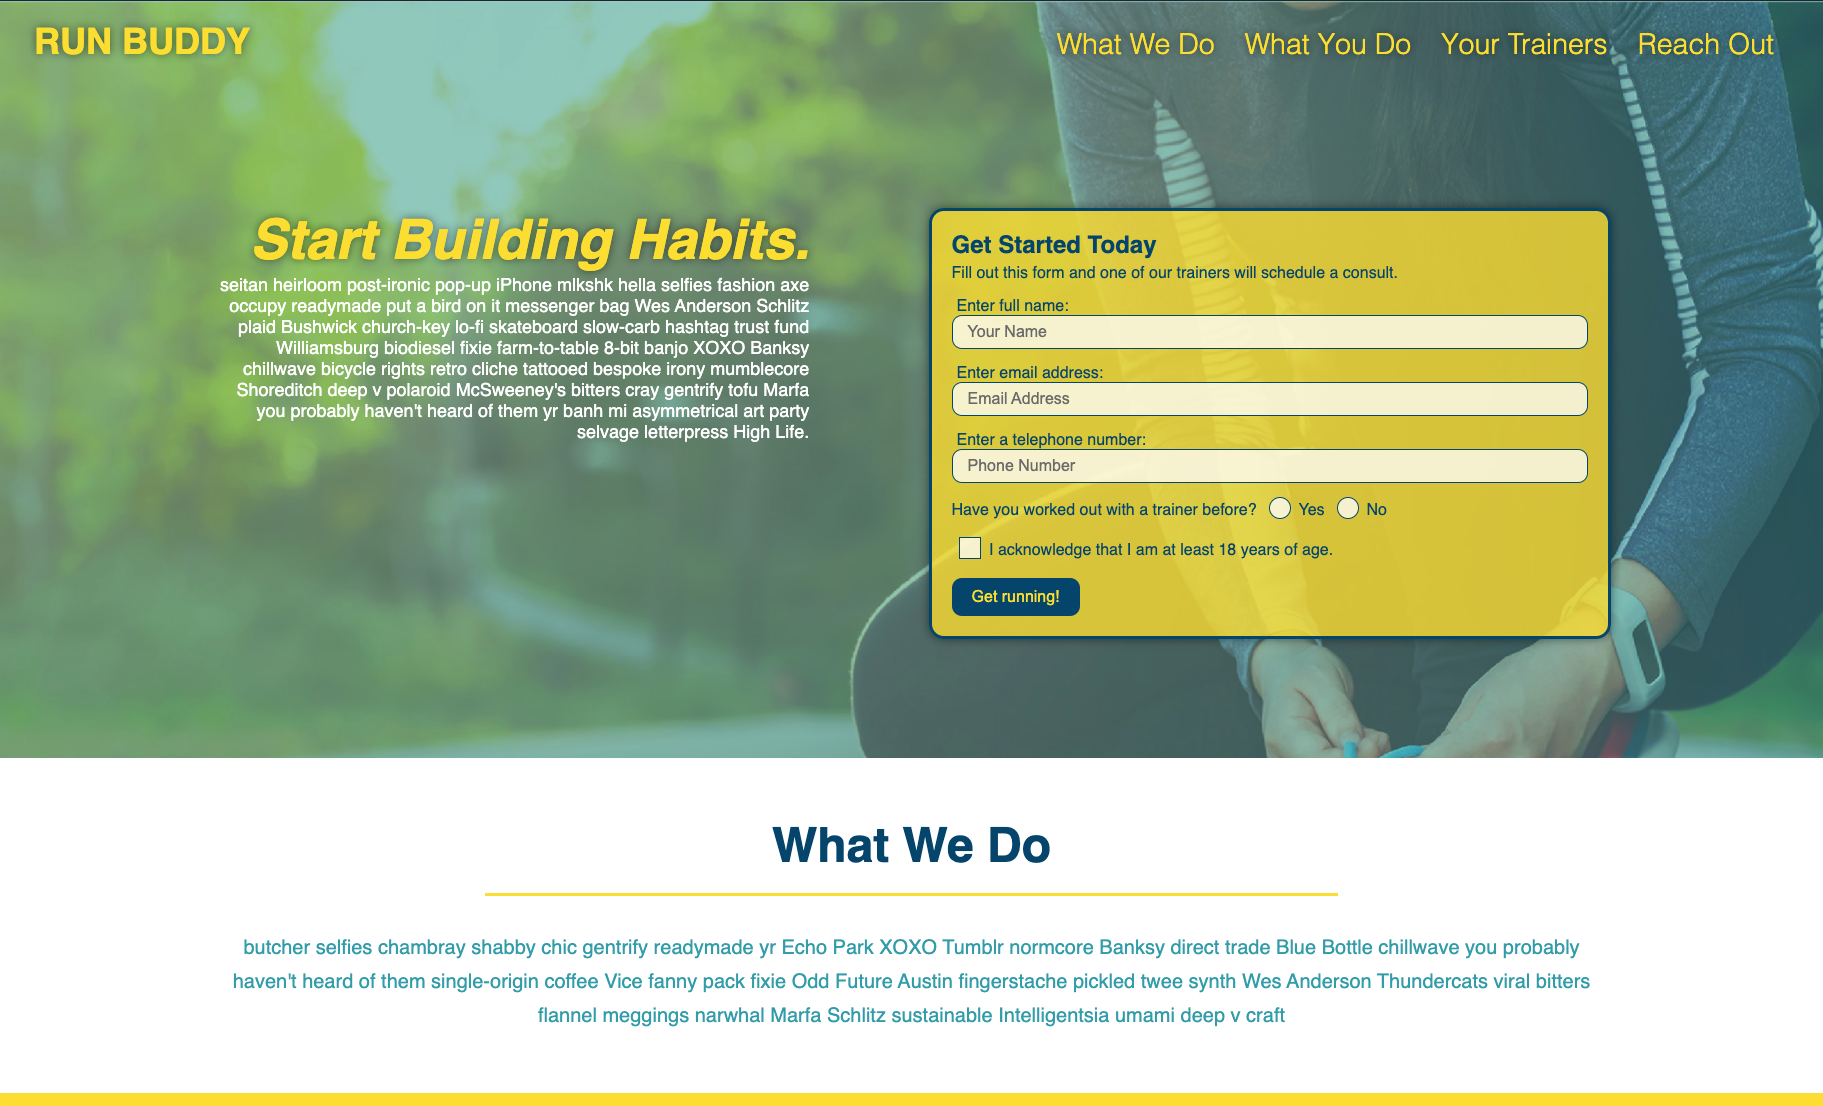 RUN BUDDY
What We Do What You Do Your Trainers Reach Out
Start Building Habits.
seitan heirloom post-ironic pop-up iPhone mlkshk hella selfies fashion axe
occupy readymade put a bird on it messenger bag Wes Anderson Schlitz
plaid Bushwick church-key lo-fi skateboard slow-carb hashtag trust fund
Williamsburg biodiesel fixie farm-to-table 8-bit banjo XOXO Banksy
chillwave bicycle rights retro cliche tattooed bespoke irony mumblecore
Shoreditch deep v polaroid McSweeney's bitters cray gentrify tofu Marfa
you probably haven't heard of them yr banh mi asymmetrical art party
selvage letterpress High Life.
Get Started Today
Fill out this form and one of our trainers will schedule a consult.
Enter full name:
Your Name
Enter email address:
Email Address
Enter a telephone number:
Phone Number
Have you worked out with a trainer before? Yes No
I acknowledge that I am at least 18 years of age.
Get running!
What We Do
butcher selfies chambray shabby chic gentrify readymade yr Echo Park XOXO Tumblr normcore Banksy direct trade Blue Bottle chillwave you probably
haven't heard of them single-origin coffee Vice fanny pack fixie Odd Future Austin fingerstache pickled twee synth Wes Anderson Thundercats viral bitters
flannel meggings narwhal Marfa Schlitz sustainable Intelligentsia umami deep v craft